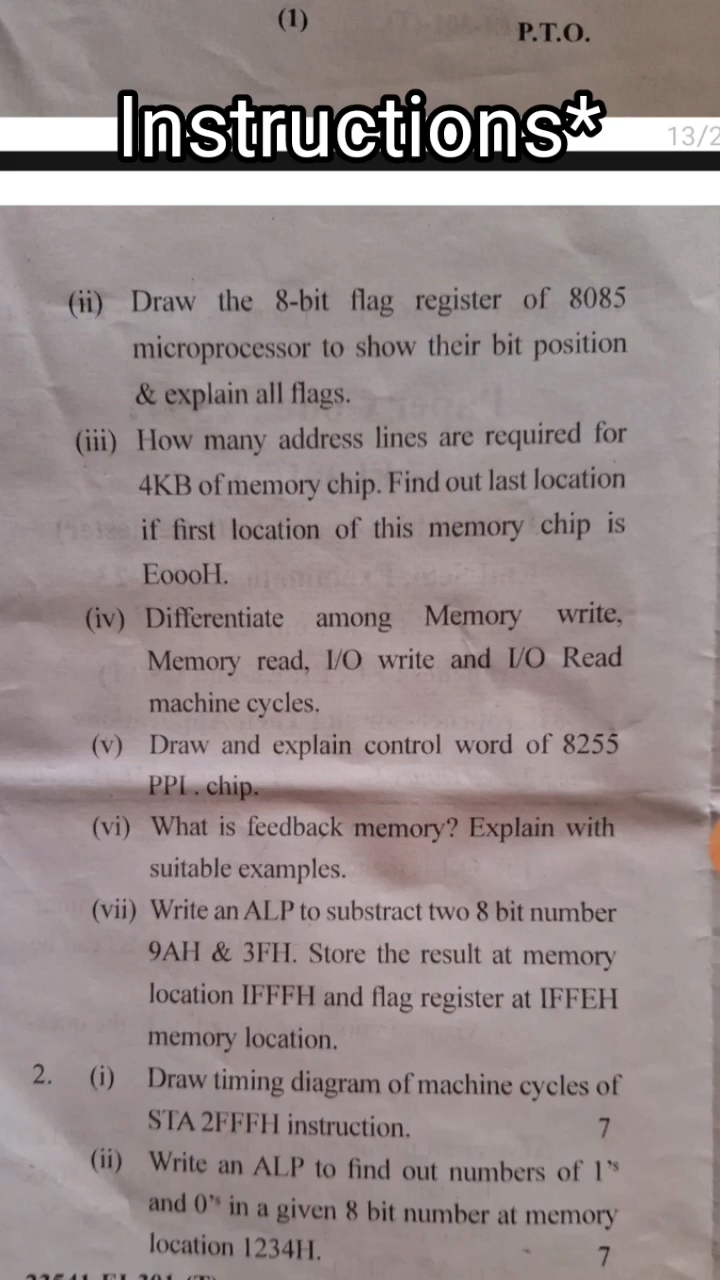 (1)
P.T.O.
Instructions*
13/2
(ii) Draw the 8-bit flag register of 8085
microprocessor to show their bit position
& explain all flags.
(iii) How many address lines are required for
4KB of memory chip. Find out last location
if first location of this memory chip is
EoooH.
(iv) Differentiate among Memory write,
Memory read, I/O write and I/O Read
machine cycles.
(v) Draw and explain control word of 8255
PPI . chip.
(vi) What is feedback memory? Explain with
suitable examples.
(vii) Write an ALP to substract two 8 bit number
9AH & 3FH. Store the result at memory
location IFFFH and flag register at IFFEH
memory location.
2. (i) Draw timing diagram of machine cycles of
STA 2FFFH instruction. 7
(ii) Write an ALP to find out numbers of 1's
and 0's in a given 8 bit number at memory
location 1234H. 7